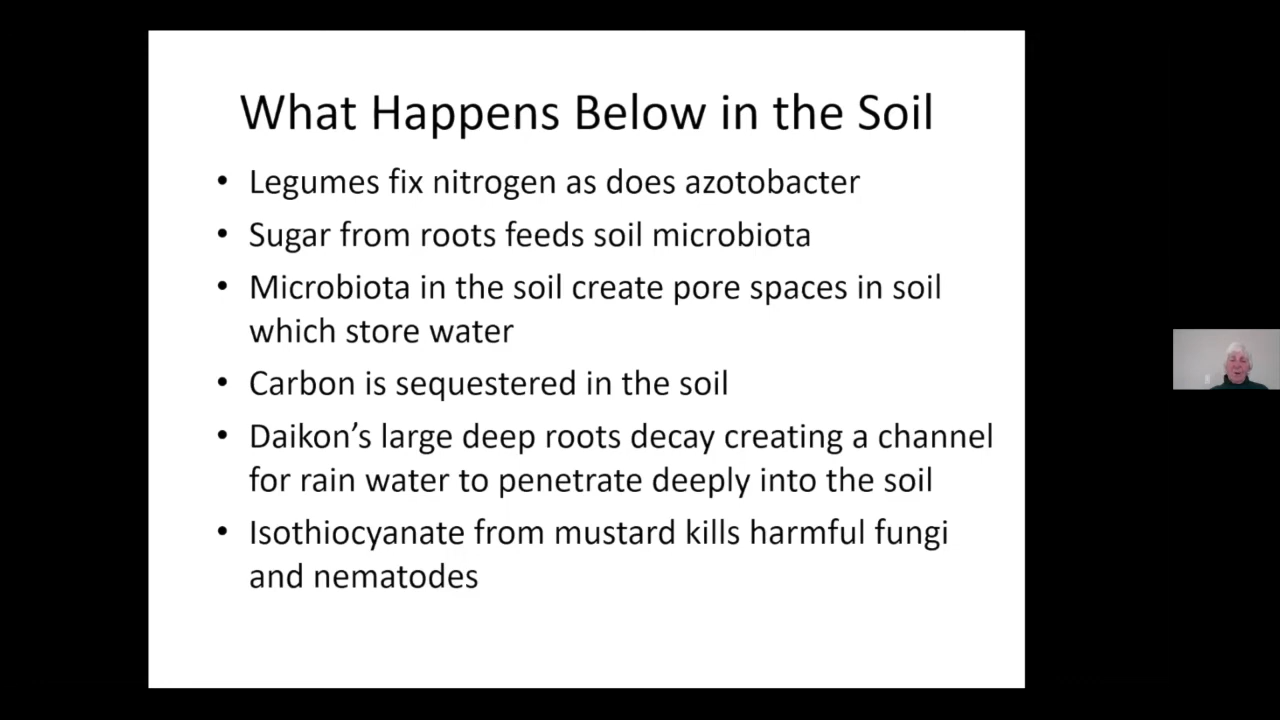 What Happens Below in the Soil
• Legumes fix nitrogen as does azotobacter
• Sugar from roots feeds soil microbiota
• Microbiota in the soil create pore spaces in soil
which store water
• Carbon is sequestered in the soil
• Daikon’s large deep roots decay creating a channel
for rain water to penetrate deeply into the soil
• Isothiocyanate from mustard kills harmful fungi
and nematodes